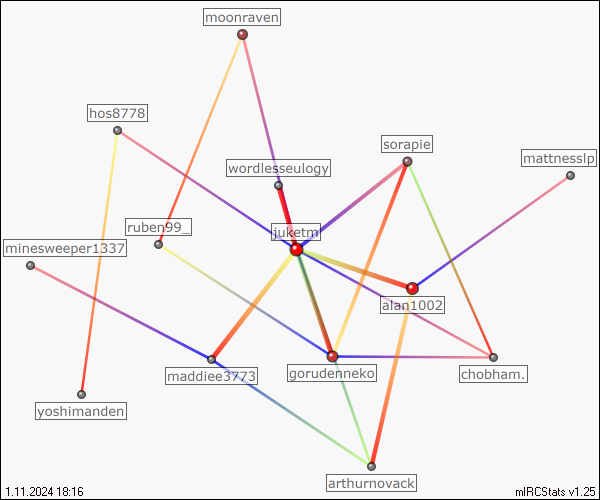 moonraven
hos8778
sorapie
mattnesslp
wordlesseulogy
ruben99_
juketm
minesweeper1337
alan1002
maddiee3773
gorudenneko
chobham.
yoshimanden
arthurnovack
1.11.2024 18:16
mIRCStats v1.25